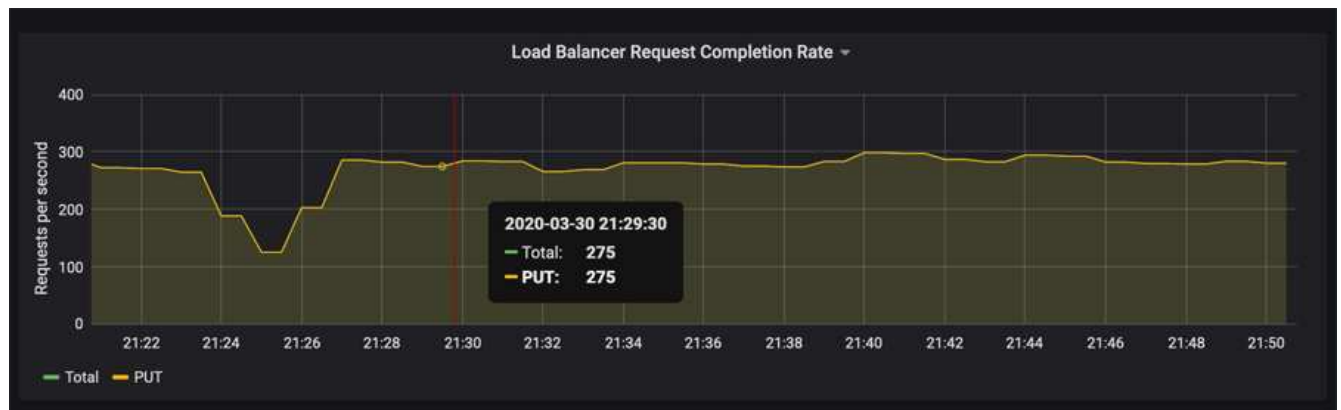 Load Balancer Request Completion Rate
Requests per second
400
300
200
100
0
2020-03-30 21:29:30
Total: 275
PUT: 275
21:22 21:24 21:26 21:28 21:30 21:32 21:34 21:36 21:38 21:40 21:42 21:44 21:46 21:48 21:50
Total PUT